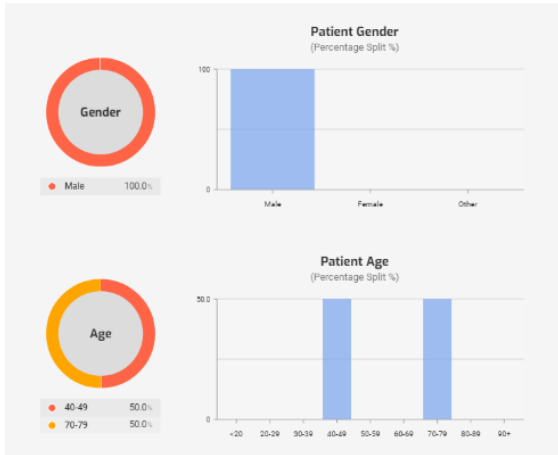 Patient Gender
(Percentage Split %)
Gender
Male 100.0%
100
0
Male Female Other
Patient Age
(Percentage Split %)
Age
40-49 50.0%
70-79 50.0%
50.0
0
<20 20-29 30-39 40-49 50-59 60-69 70-79 80-89 90+